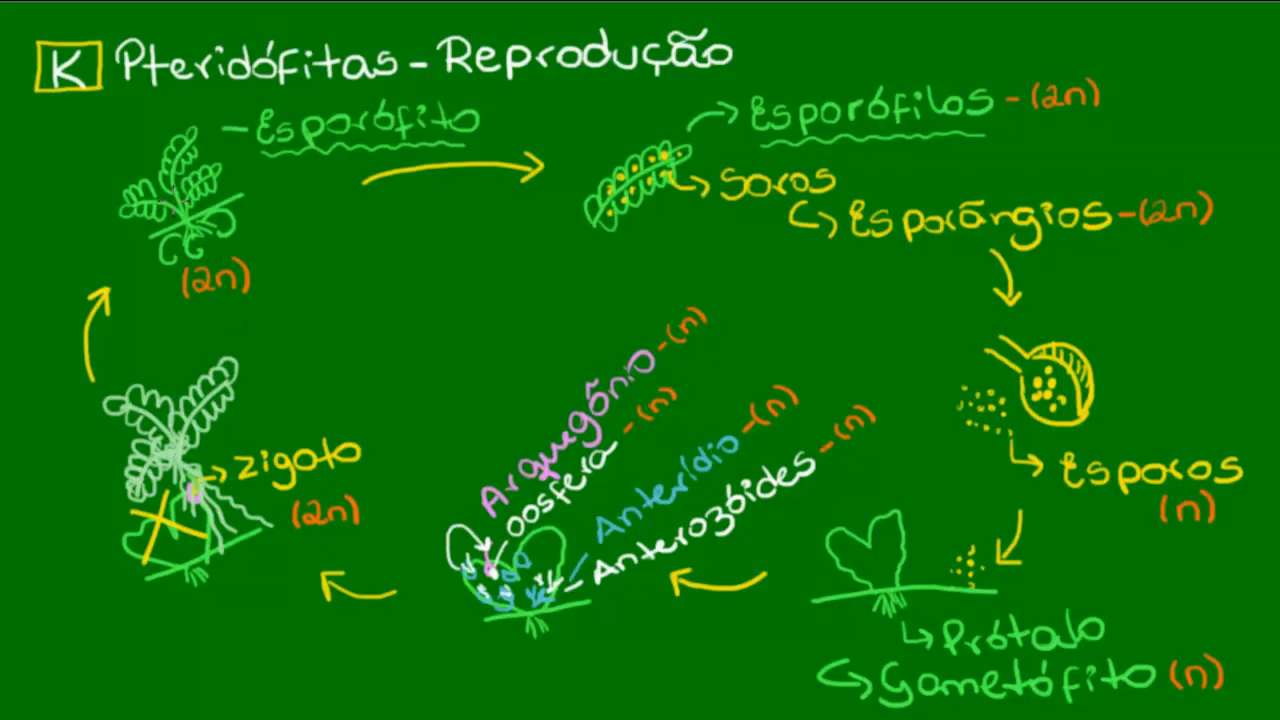 K Pteridófitas - Reprodução
- Esporófito
(2n)
→ Esporófilos - (2n)
→ Soros
→ Esporângios - (2n)
→ Esporos
(n)
→ Prótalo
→ Gametófito (n)
Arquegônio - (n)
oosfera - (n)
Anterídio - (n)
Anterozóides - (n)
→ zigoto
(2n)